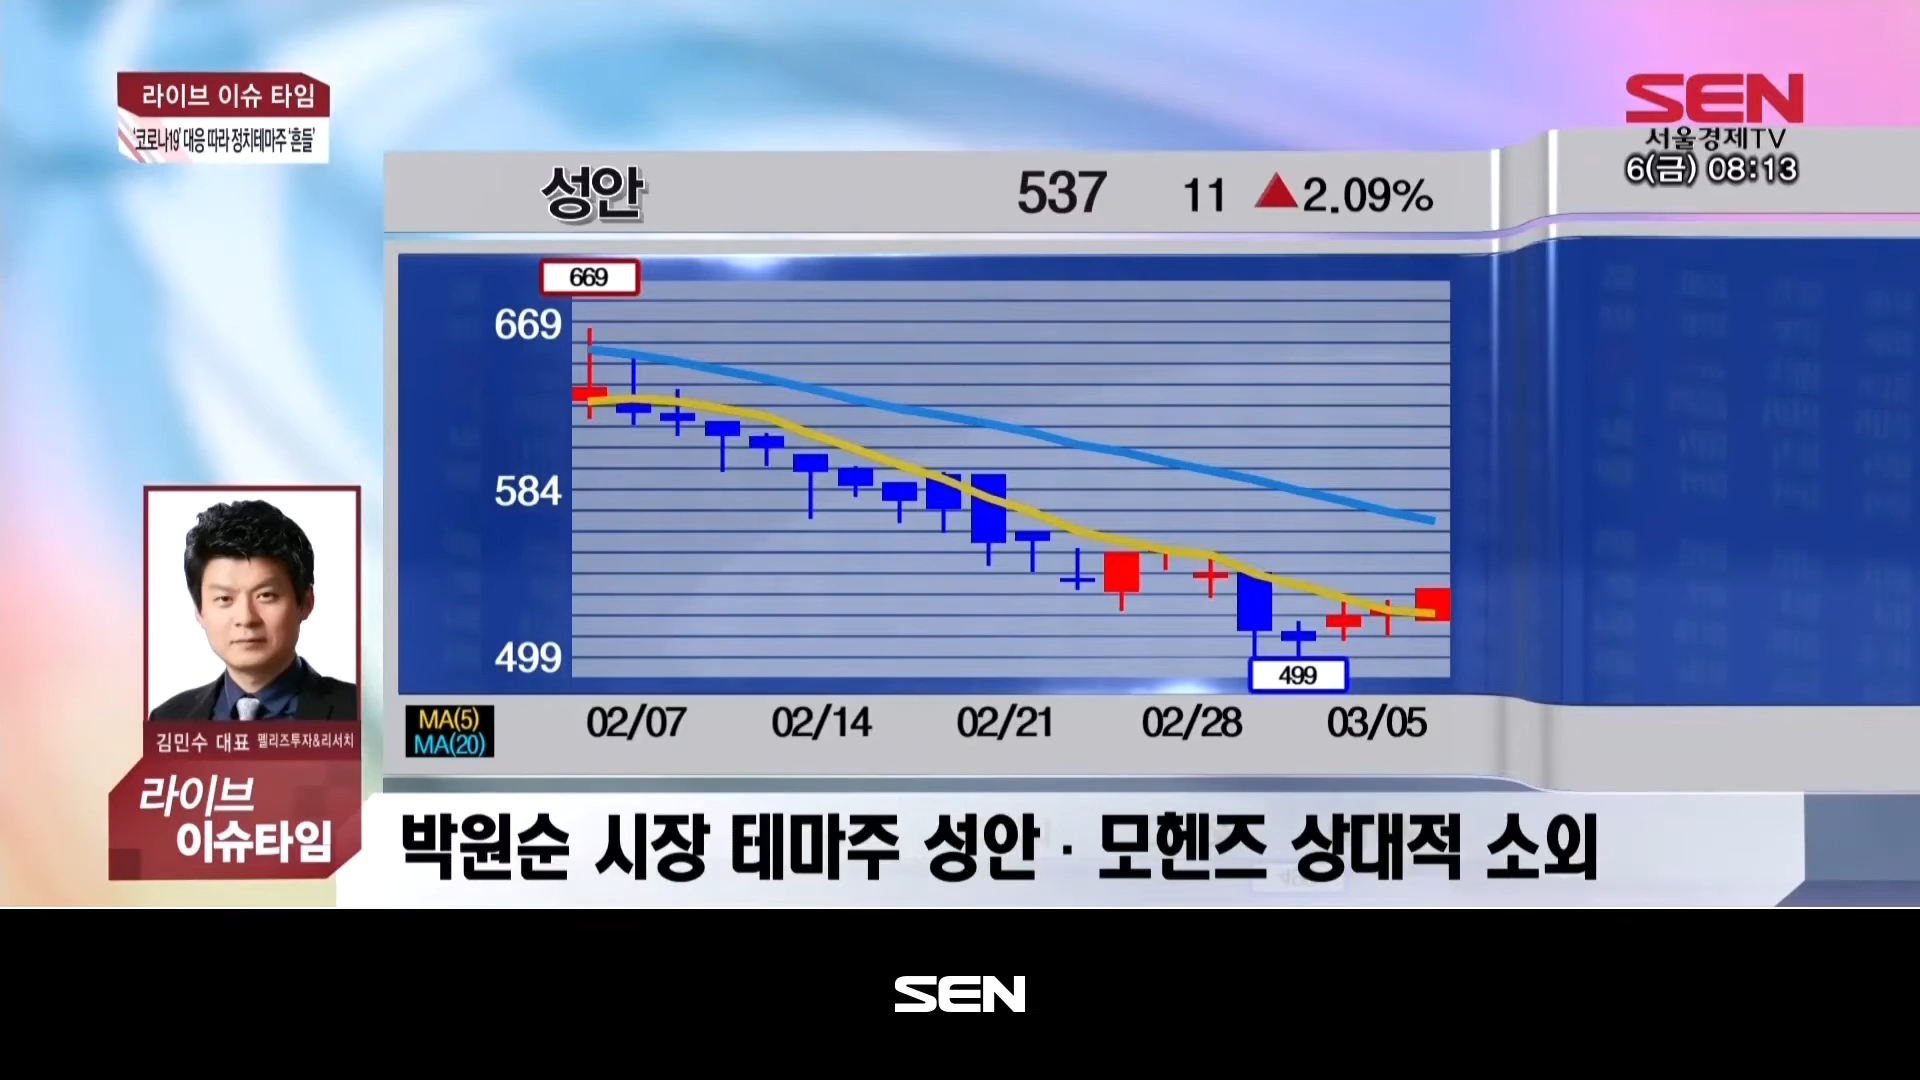 라이브 이슈 타임
'코로나19' 대응 따라 정치테마주 '흔들'
SEN
서울경제TV
6(금) 08:13
성안 537 11 ▲2.09%
669
669
584
499
499
MA(5)
MA(20)
02/07 02/14 02/21 02/28 03/05
김민수 대표 멜리즈투자&리서치
라이브
이슈타임
박원순 시장 테마주 성안·모헨즈 상대적 소외
SEN